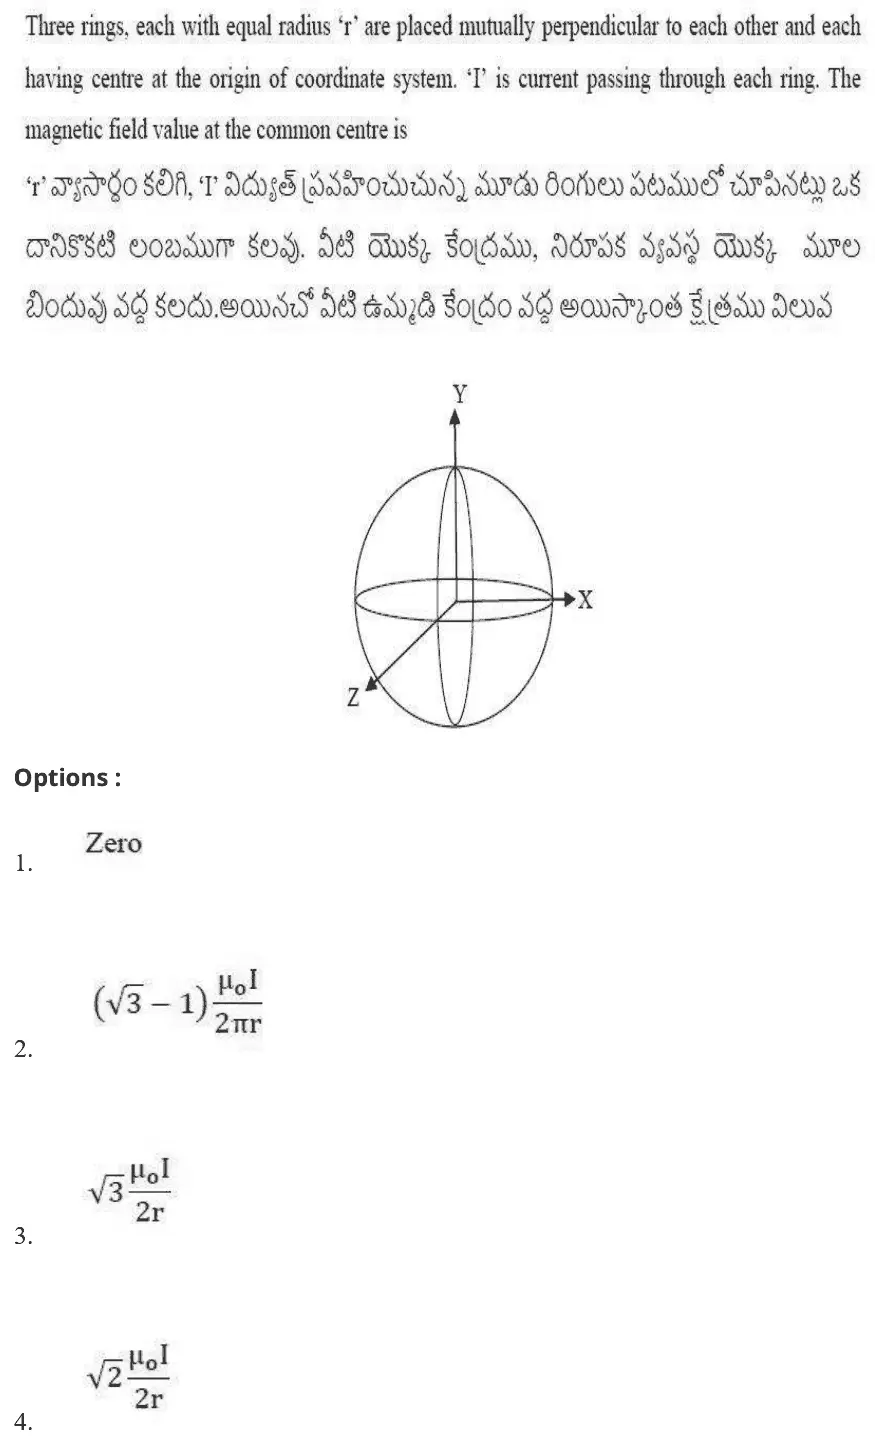 Three rings, each with equal radius ‘r’ are placed mutually perpendicular to each other and each
having centre at the origin of coordinate system. ‘I’ is current passing through each ring. The
magnetic field value at the common centre is
‘r’ వ్యాసార్ధం కలిగి, ‘I’ విద్యుత్ ప్రవహించుచున్న మూడు రింగులు పటములో చూపినట్లు ఒక
దానికొకటి లంబముగా కలవు. వీటి యొక్క కేంద్రము, నిరూపక వ్యవస్థ యొక్క మూల
బిందువు వద్ద కలదు.అయినచో వీటి ఉమ్మడి కేంద్రం వద్ద అయిస్కాంత క్షేత్రము విలువ
Y
X
Z
Options :
1. Zero
2. (√3 − 1) μ₀I / 2πr
3. √3 μ₀I / 2r
4. √2 μ₀I / 2r